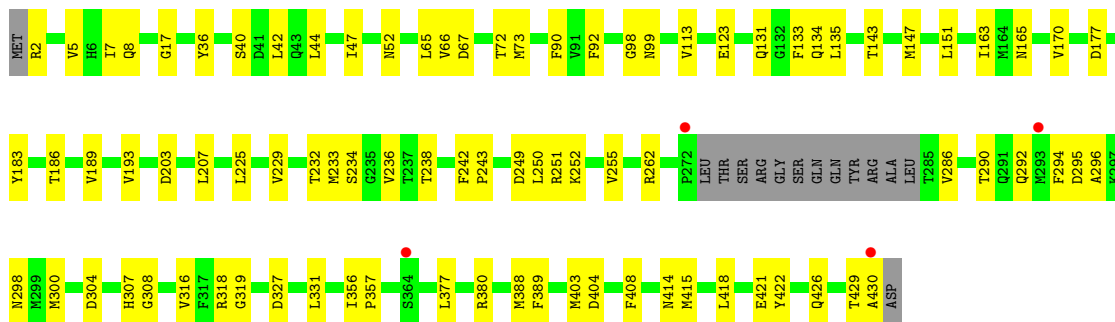 MET R2 V5 H6 I7 Q8 G17 Y36 S40 D41 L42 Q43 L44 I47 N52 L65 V66 D67 T72 M73 F90 V91 F92 G98 N99 V113 E123 Q131 G132 F133 Q134 L135 T143 M147 L151 I163 M164 N165 V170 D177
Y183 T186 V189 V193 D203 L207 L225 V229 T232 M233 S234 G235 V236 T237 T238 F242 P243 D249 L250 R251 K252 V255 R262 P272 LEU THR SER ARG GLY SER GLN GLN TYR ARG ALA LEU T285 V286 T290 Q291 Q292 M293 F294 D295 A296 K297
N298 M299 M300 D304 H307 G308 V316 F317 R318 G319 D327 L331 I356 P357 S364 L377 R380 M388 F389 M403 D404 F408 N414 M415 L418 E421 Y422 Q426 T429 A430 ASP